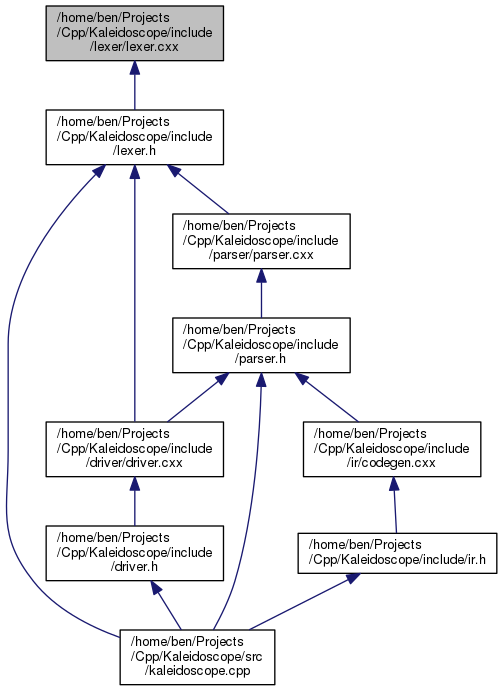 /home/ben/Projects
/Cpp/Kaleidoscope/include
/lexer/lexer.cxx
/home/ben/Projects
/Cpp/Kaleidoscope/include
/lexer.h
/home/ben/Projects
/Cpp/Kaleidoscope/include
/parser/parser.cxx
/home/ben/Projects
/Cpp/Kaleidoscope/include
/parser.h
/home/ben/Projects
/Cpp/Kaleidoscope/include
/driver/driver.cxx
/home/ben/Projects
/Cpp/Kaleidoscope/include
/ir/codegen.cxx
/home/ben/Projects
/Cpp/Kaleidoscope/include
/driver.h
/home/ben/Projects
/Cpp/Kaleidoscope/include/ir.h
/home/ben/Projects
/Cpp/Kaleidoscope/src
/kaleidoscope.cpp